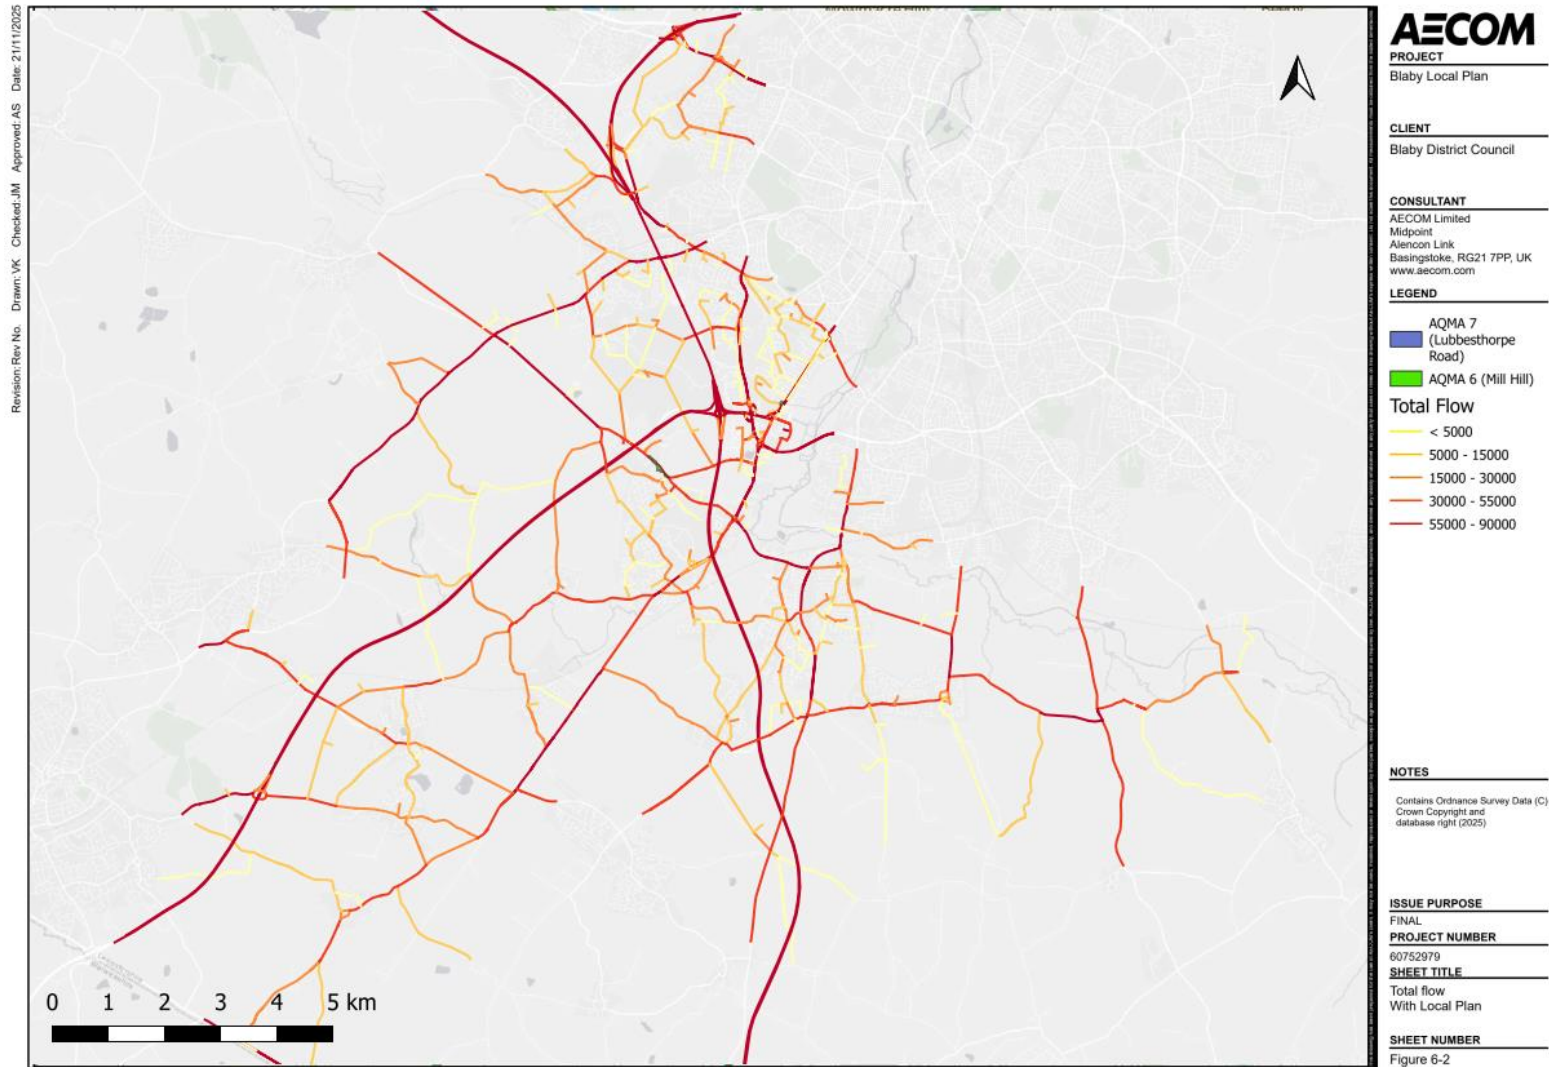 Revision: Rev No. Drawn: VK Checked:JM Approved: AS Date: 21/11/2025
AECOM
PROJECT
Blaby Local Plan
CLIENT
Blaby District Council
CONSULTANT
AECOM Limited
Midpoint
Alencon Link
Basingstoke, RG21 7PP, UK
www.aecom.com
LEGEND
AQMA 7
(Lubbesthorpe
Road)
AQMA 6 (Mill Hill)
Total Flow
< 5000
5000 - 15000
15000 - 30000
30000 - 55000
55000 - 90000
NOTES
Contains Ordnance Survey Data (C)
Crown Copyright and
database right (2025)
ISSUE PURPOSE
FINAL
PROJECT NUMBER
60752979
SHEET TITLE
Total flow
With Local Plan
SHEET NUMBER
Figure 6-2
0 1 2 3 4 5 km